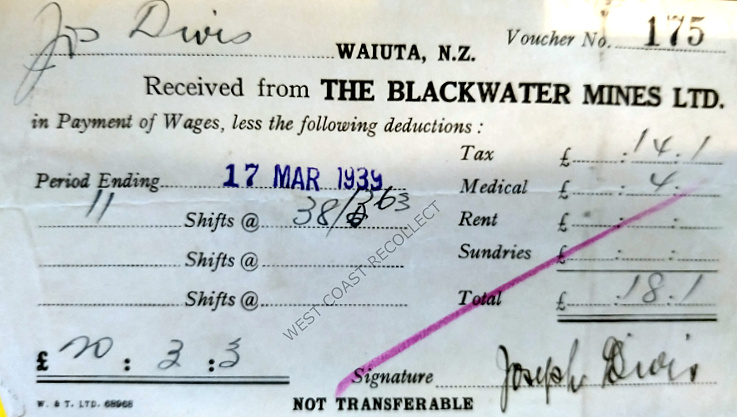 Jos Divis
WAIUTA, N.Z.
Voucher No. 175
Received from THE BLACKWATER MINES LTD.
in Payment of Wages, less the following deductions :
Tax £ : 14 . 1
Period Ending 17 MAR 1939
Medical £ : 4 .
11 Shifts @ 38/ 363
Rent £ : :
Shifts @
Sundries £ : :
Shifts @
Total £ : 18 . 1
£ 20 : 3 : 3
Signature Joseph Divis
W. & T. LTD. 68968
NOT TRANSFERABLE
WEST COAST RECOLLECT